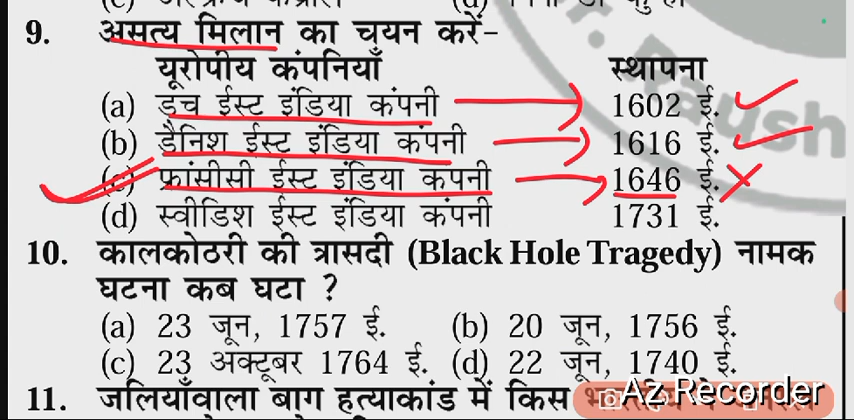 9. असत्य मिलान का चयन करें–
यूरोपीय कंपनियाँ स्थापना
(a) डच ईस्ट इंडिया कंपनी 1602 ई.
(b) डेनिश ईस्ट इंडिया कंपनी 1616 ई.
(c) फ्रांसीसी ईस्ट इंडिया कंपनी 1646 ई.
(d) स्वीडिश ईस्ट इंडिया कंपनी 1731 ई.
10. कालकोठरी की त्रासदी (Black Hole Tragedy) नामक
घटना कब घटा ?
(a) 23 जून, 1757 ई. (b) 20 जून, 1756 ई.
(c) 23 अक्टूबर 1764 ई. (d) 22 जून, 1740 ई.
11. जलियाँवाला बाग हत्याकांड में किस
AZ Recorder